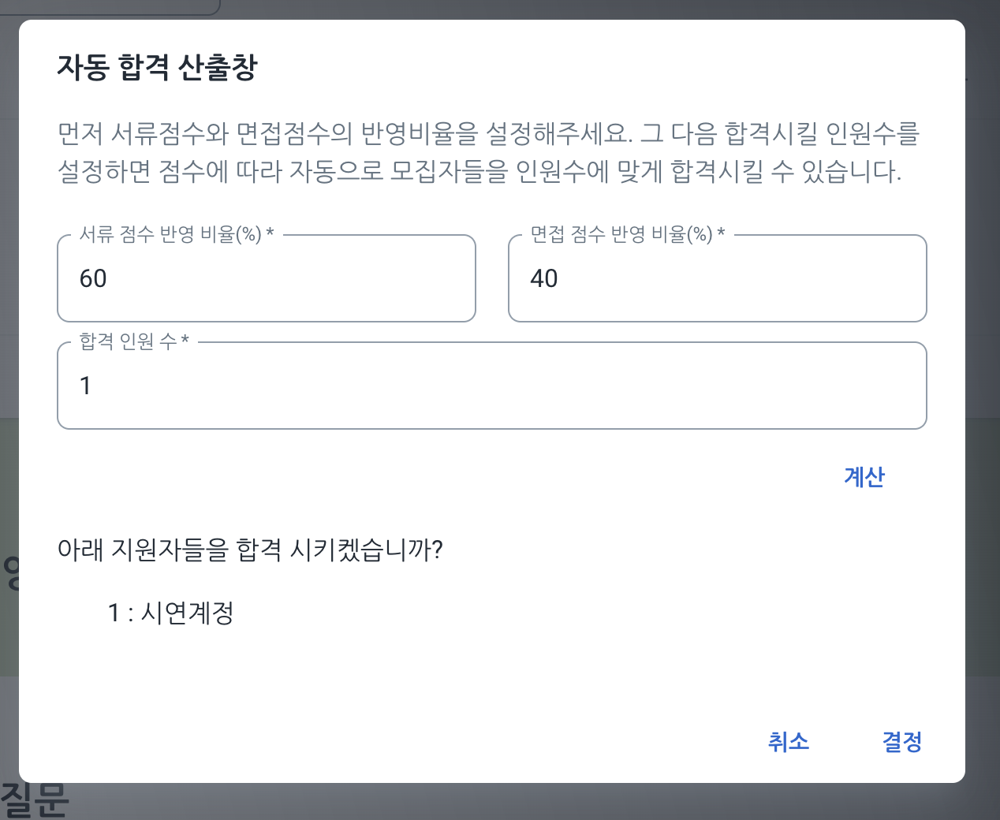 자동 합격 산출창
먼저 서류점수와 면접점수의 반영비율을 설정해주세요. 그 다음 합격시킬 인원수를
설정하면 점수에 따라 자동으로 모집자들을 인원수에 맞게 합격시킬 수 있습니다.
서류 점수 반영 비율(%) *
60
면접 점수 반영 비율(%) *
40
합격 인원 수 *
1
계산
아래 지원자들을 합격 시키켔습니까?
1 : 시연계정
취소
결정
질문